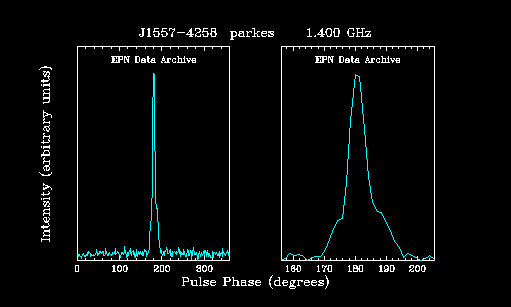 J1557-4258 parkes 1.400 GHz
EPN Data Archive EPN Data Archive
Intensity (arbitrary units)
0 100 200 300 160 170 180 190 200
Pulse Phase (degrees)